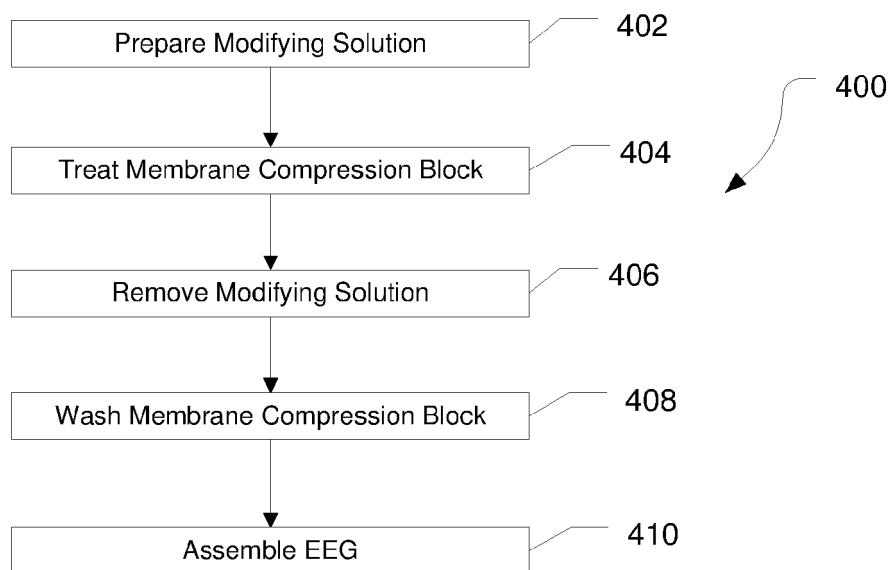 Prepare Modifying Solution
402
400
Treat Membrane Compression Block
404
Remove Modifying Solution
406
Wash Membrane Compression Block
408
Assemble EEG
410